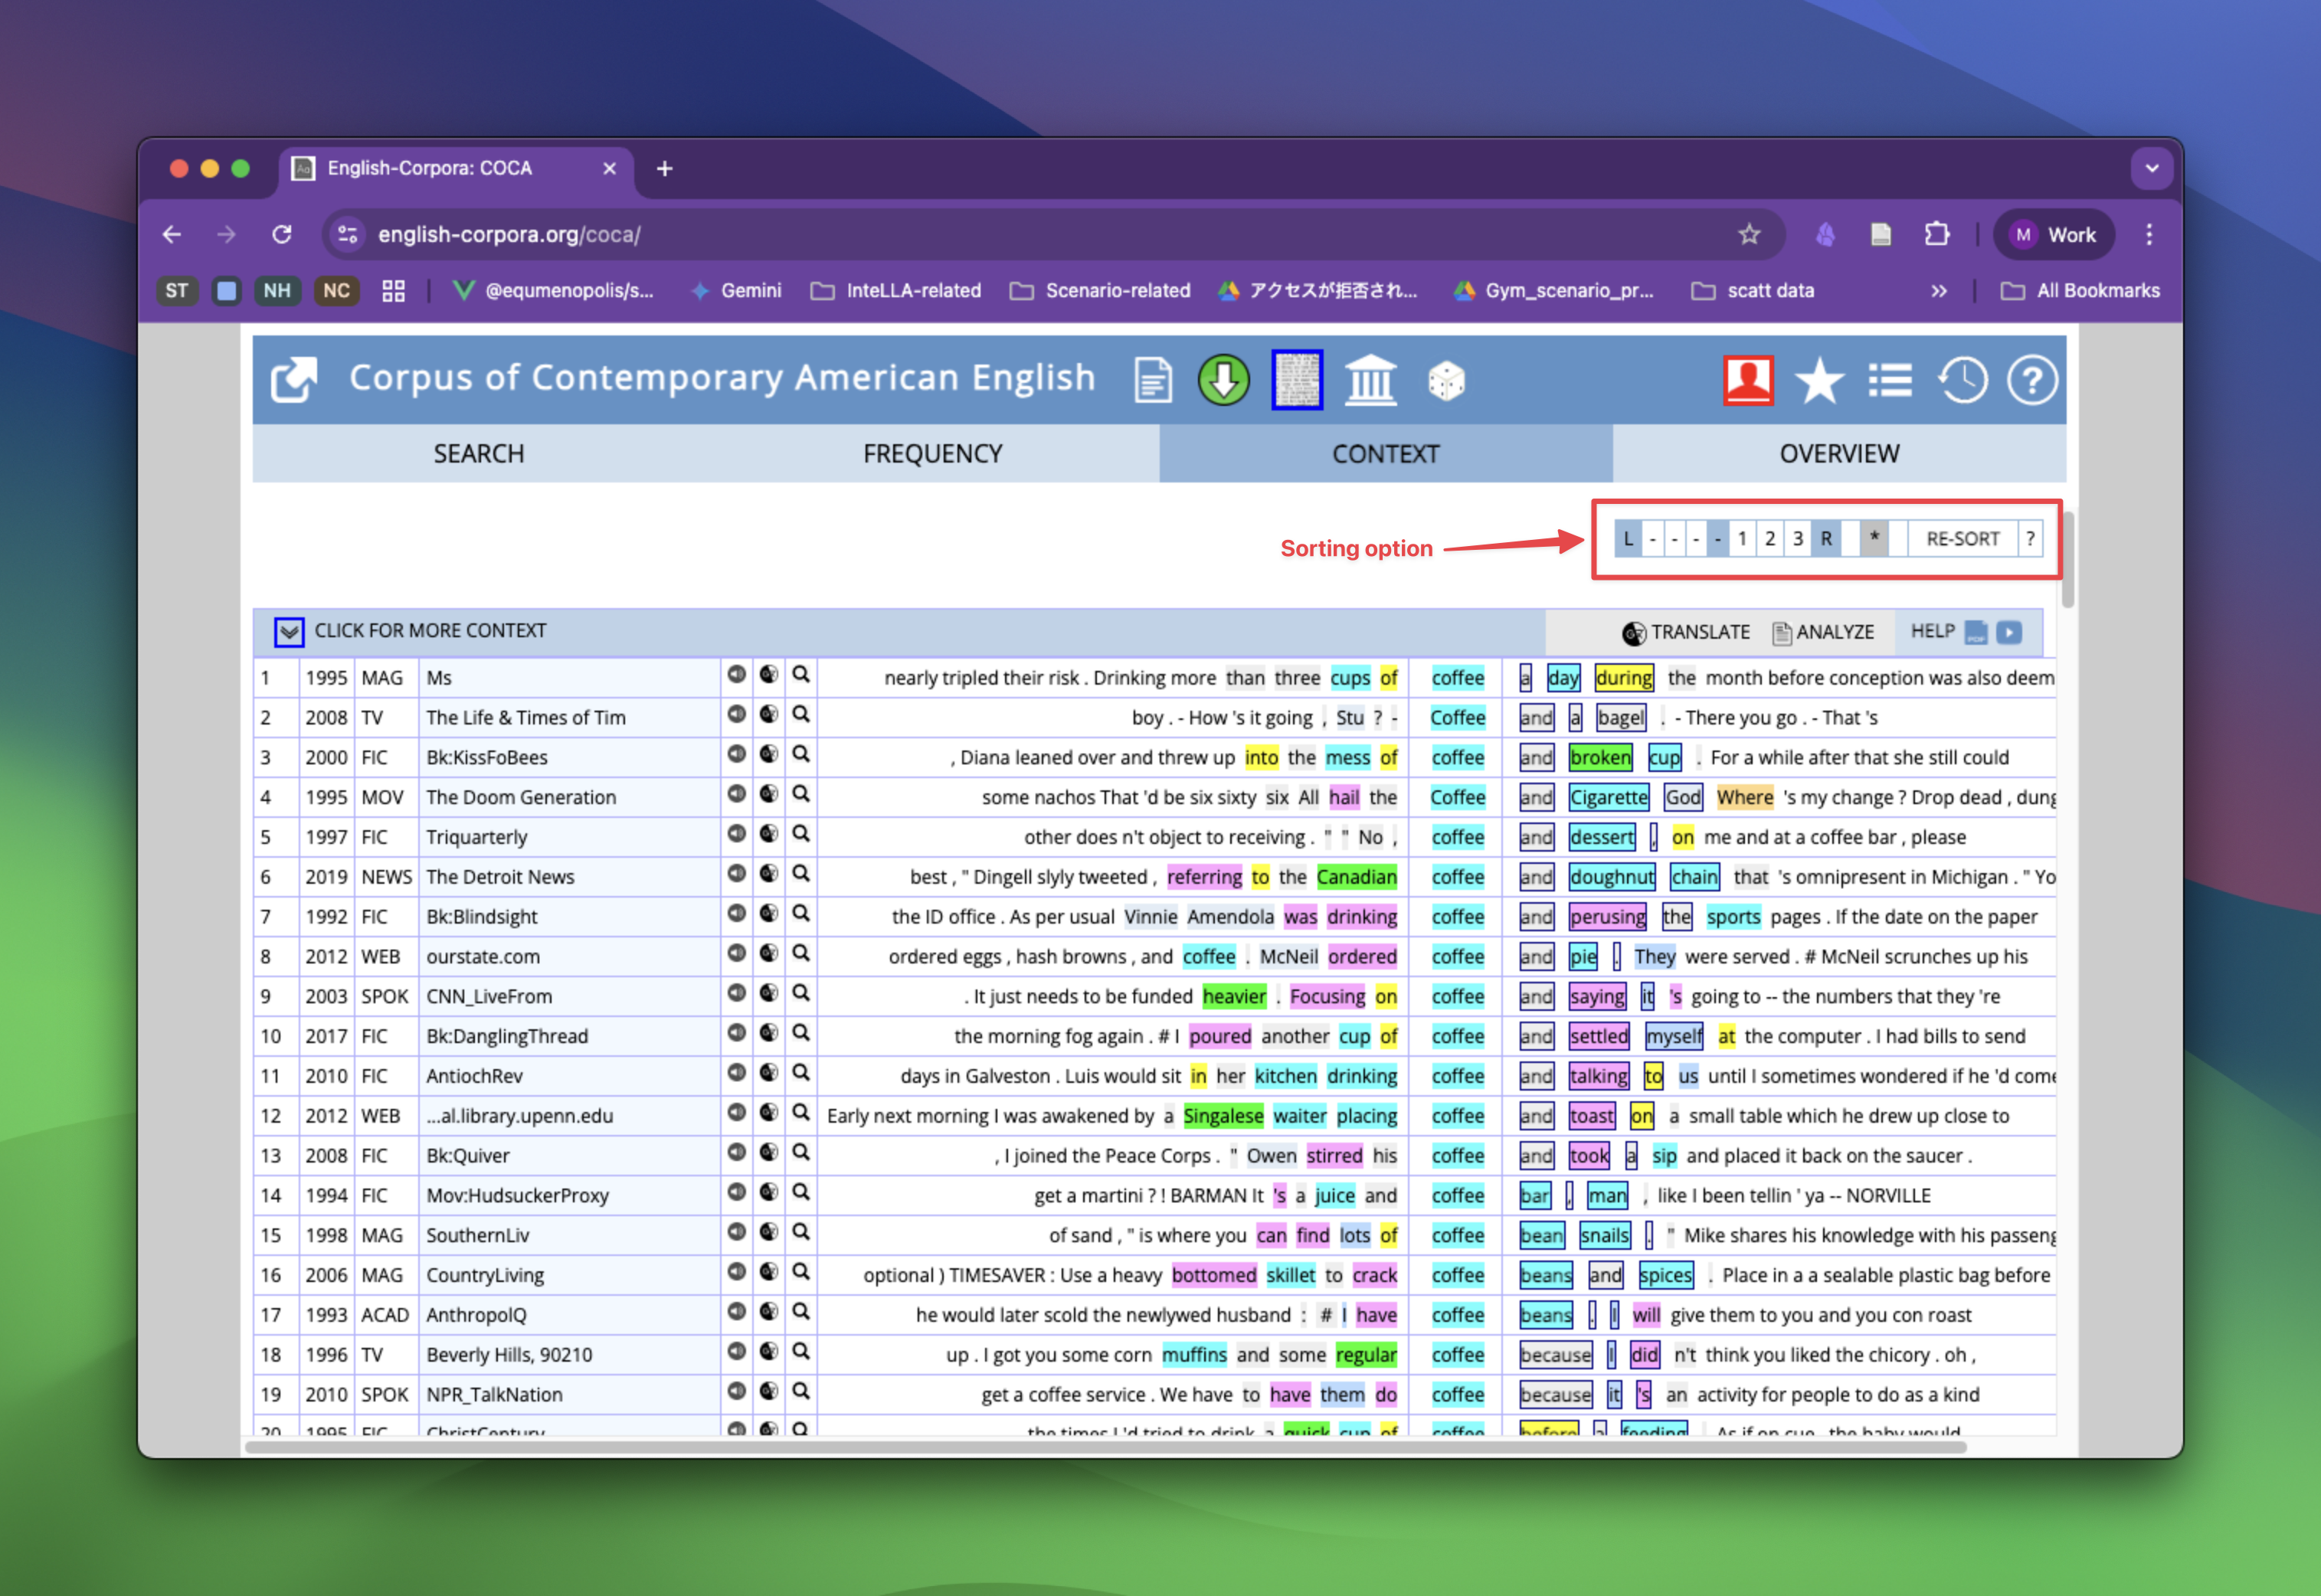 English-Corpora: COCA
english-corpora.org/coca/
M Work
ST NH NC @equmenopolis/s... Gemini InteLLA-related Scenario-related アクセスが拒否され... Gym_scenario_pr... scatt data » All Bookmarks
Corpus of Contemporary American English
SEARCH FREQUENCY CONTEXT OVERVIEW
Sorting option L - - - - 1 2 3 R * RE-SORT ?
CLICK FOR MORE CONTEXT TRANSLATE ANALYZE HELP PDF
1 1995 MAG Ms nearly tripled their risk . Drinking more than three cups of coffee a day during the month before conception was also deem
2 2008 TV The Life & Times of Tim boy . - How 's it going , Stu ? - Coffee and a bagel . - There you go . - That 's
3 2000 FIC Bk:KissFoBees , Diana leaned over and threw up into the mess of coffee and broken cup . For a while after that she still could
4 1995 MOV The Doom Generation some nachos That 'd be six sixty six All hail the Coffee and Cigarette God Where 's my change ? Drop dead , dung
5 1997 FIC Triquarterly other does n't object to receiving . " " No , coffee and dessert , on me and at a coffee bar , please
6 2019 NEWS The Detroit News best , " Dingell slyly tweeted , referring to the Canadian coffee and doughnut chain that 's omnipresent in Michigan . " Yo
7 1992 FIC Bk:Blindsight the ID office . As per usual Vinnie Amendola was drinking coffee and perusing the sports pages . If the date on the paper
8 2012 WEB ourstate.com ordered eggs , hash browns , and coffee . McNeil ordered coffee and pie . They were served . # McNeil scrunches up his
9 2003 SPOK CNN_LiveFrom . It just needs to be funded heavier . Focusing on coffee and saying it 's going to -- the numbers that they 're
10 2017 FIC Bk:DanglingThread the morning fog again . # I poured another cup of coffee and settled myself at the computer . I had bills to send
11 2010 FIC AntiochRev days in Galveston . Luis would sit in her kitchen drinking coffee and talking to us until I sometimes wondered if he 'd come
12 2012 WEB ...al.library.upenn.edu Early next morning I was awakened by a Singalese waiter placing coffee and toast on a small table which he drew up close to
13 2008 FIC Bk:Quiver , I joined the Peace Corps . " Owen stirred his coffee and took a sip and placed it back on the saucer .
14 1994 FIC Mov:HudsuckerProxy get a martini ? ! BARMAN It 's a juice and coffee bar , man , like I been tellin ' ya -- NORVILLE
15 1998 MAG SouthernLiv of sand , " is where you can find lots of coffee bean snails . " Mike shares his knowledge with his passeng
16 2006 MAG CountryLiving optional ) TIMESAVER : Use a heavy bottomed skillet to crack coffee beans and spices . Place in a a sealable plastic bag before
17 1993 ACAD AnthropolQ he would later scold the newlywed husband : # I have coffee beans . I will give them to you and you con roast
18 1996 TV Beverly Hills, 90210 up . I got you some corn muffins and some regular coffee because I did n't think you liked the chicory . oh ,
19 2010 SPOK NPR_TalkNation get a coffee service . We have to have them do coffee because it 's an activity for people to do as a kind
20 1995 FIC ChristCentury the times I 'd tried to drink a quick cup of coffee before a feeding . As if on cue , the baby would